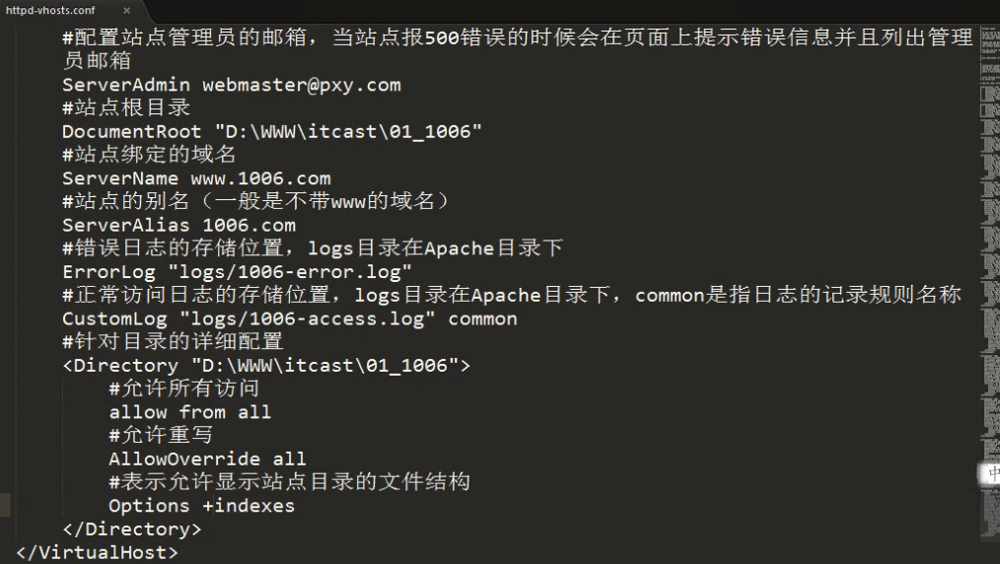 httpd-vhosts.conf ×
#配置站点管理员的邮箱，当站点报500错误的时候会在页面上提示错误信息并且列出管理
员邮箱
ServerAdmin webmaster@pxy.com
#站点根目录
DocumentRoot "D:\WWW\itcast\01_1006"
#站点绑定的域名
ServerName www.1006.com
#站点的别名（一般是不带www的域名）
ServerAlias 1006.com
#错误日志的存储位置，logs目录在Apache目录下
ErrorLog "logs/1006-error.log"
#正常访问日志的存储位置，logs目录在Apache目录下，common是指日志的记录规则名称
CustomLog "logs/1006-access.log" common
#针对目录的详细配置
<Directory "D:\WWW\itcast\01_1006">
#允许所有访问
allow from all
#允许重写
AllowOverride all
#表示允许显示站点目录的文件结构
Options +indexes
</Directory>
</VirtualHost>
中